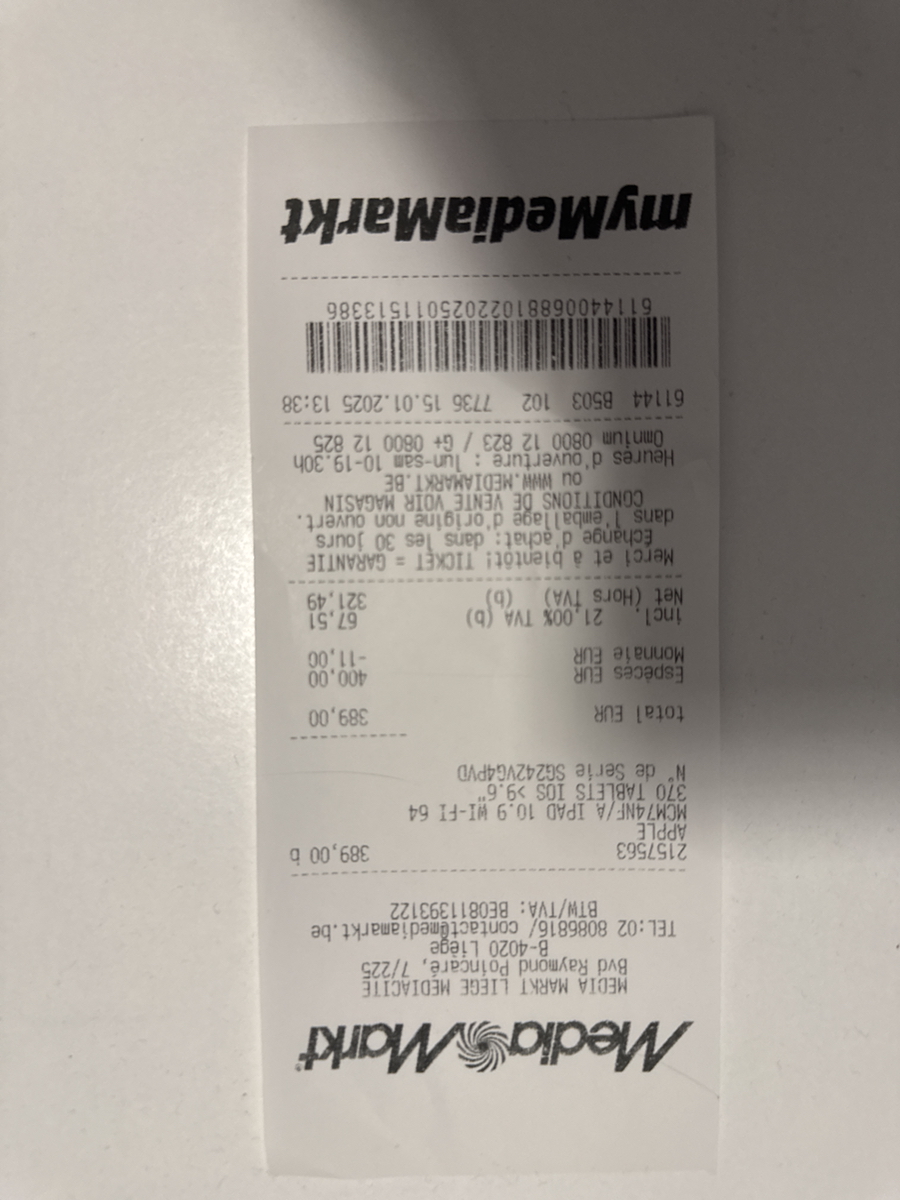 MediaMarkt
MEDIA MARKT LIEGE MEDIACITE
Bvd Raymond Poincaré, 7/225
B-4020 Liège
TEL:02 8086816/ contact@mediamarkt.be
BTW/TVA: BE0811393122
2157563 389,00 b
APPLE
MCM74NF/A IPAD 10.9 WI-FI 64
370 TABLETS IOS >9.6"
N° de Serie SG242VG4PVD
total EUR 389,00
Espèces EUR 400,00
Monnaie EUR -11,00
incl. 21,00% TVA (b) 67,51
Net (Hors TVA) (b) 321,49
Merci et à bientôt! TICKET = GARANTIE
Echange d'achat: dans les 30 jours
dans l'emballage d'origine non ouvert.
CONDITIONS DE VENTE VOIR MAGASIN
ou WWW.MEDIAMARKT.BE
Heures d'ouverture : lun-sam 10-19.30h
Omnium 0800 12 823 / G+ 0800 12 825
61144 B503 102 7736 15.01.2025 13:38
61144006881022025011513386
myMediaMarkt